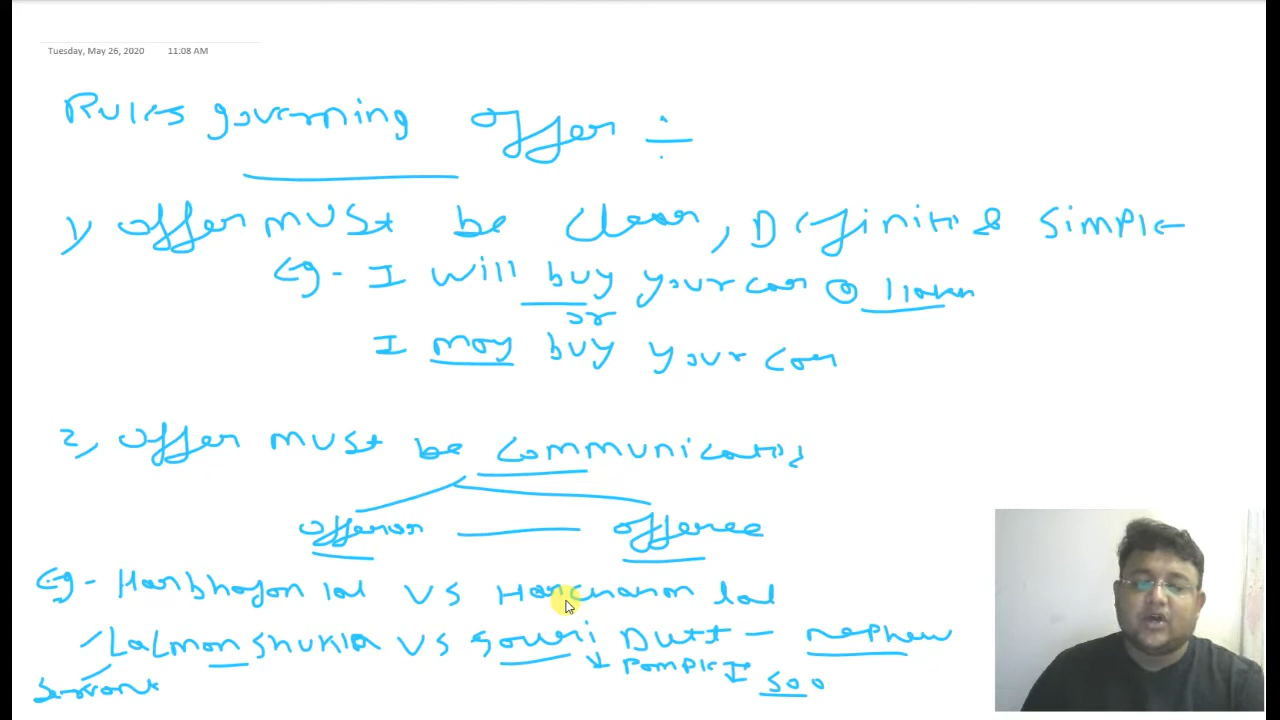 Tuesday, May 26, 2020 11:08 AM
Rules governing offer :-
1) offer must be clear, Definite & simple
Eg- I will buy your car @ 1 lakh
or
I may buy your car
2, offer must be communicated
offeror — offeree
Eg- Harbhajan lal VS Harcharan lal
Lalman Shukla VS Gouri Dutt - nephew
Servant
500